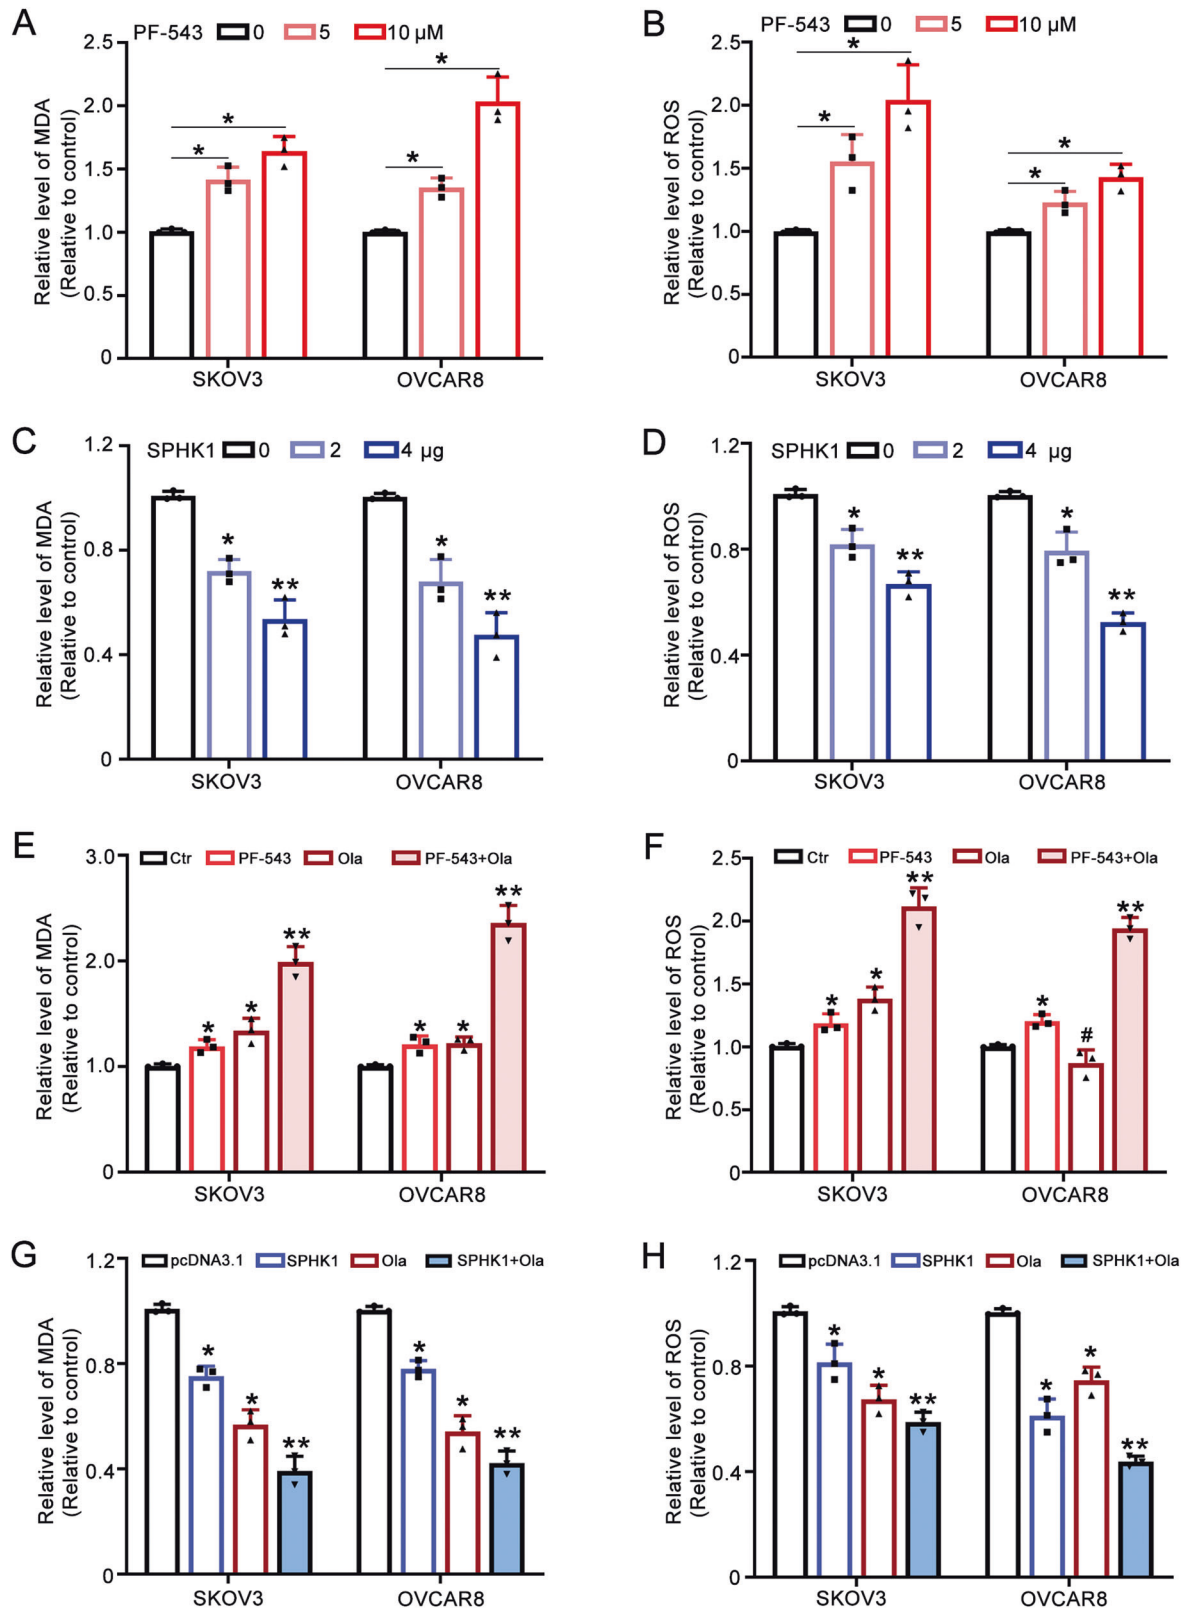 A
PF-543 0 5 10 μM
Relative level of MDA
(Relative to control)
2.5
2.0
1.5
1.0
0.5
0
* * * *
SKOV3 OVCAR8
B
PF-543 0 5 10 μM
Relative level of ROS
(Relative to control)
2.5
2.0
1.5
1.0
0.5
0
* * * *
SKOV3 OVCAR8
C
SPHK1 0 2 4 μg
Relative level of MDA
(Relative to control)
1.2
0.8
0.4
0
* ** * **
SKOV3 OVCAR8
D
SPHK1 0 2 4 μg
Relative level of ROS
(Relative to control)
1.2
0.8
0.4
0
* ** * **
SKOV3 OVCAR8
E
Ctr PF-543 Ola PF-543+Ola
Relative level of MDA
(Relative to control)
3.0
2.0
1.0
0
* * ** * * **
SKOV3 OVCAR8
F
Ctr PF-543 Ola PF-543+Ola
Relative level of ROS
(Relative to control)
2.5
2.0
1.5
1.0
0.5
0
* * ** * # **
SKOV3 OVCAR8
G
pcDNA3.1 SPHK1 Ola SPHK1+Ola
Relative level of MDA
(Relative to control)
1.2
0.8
0.4
0
* * ** * * **
SKOV3 OVCAR8
H
pcDNA3.1 SPHK1 Ola SPHK1+Ola
Relative level of ROS
(Relative to control)
1.2
0.8
0.4
0
* * ** * * **
SKOV3 OVCAR8